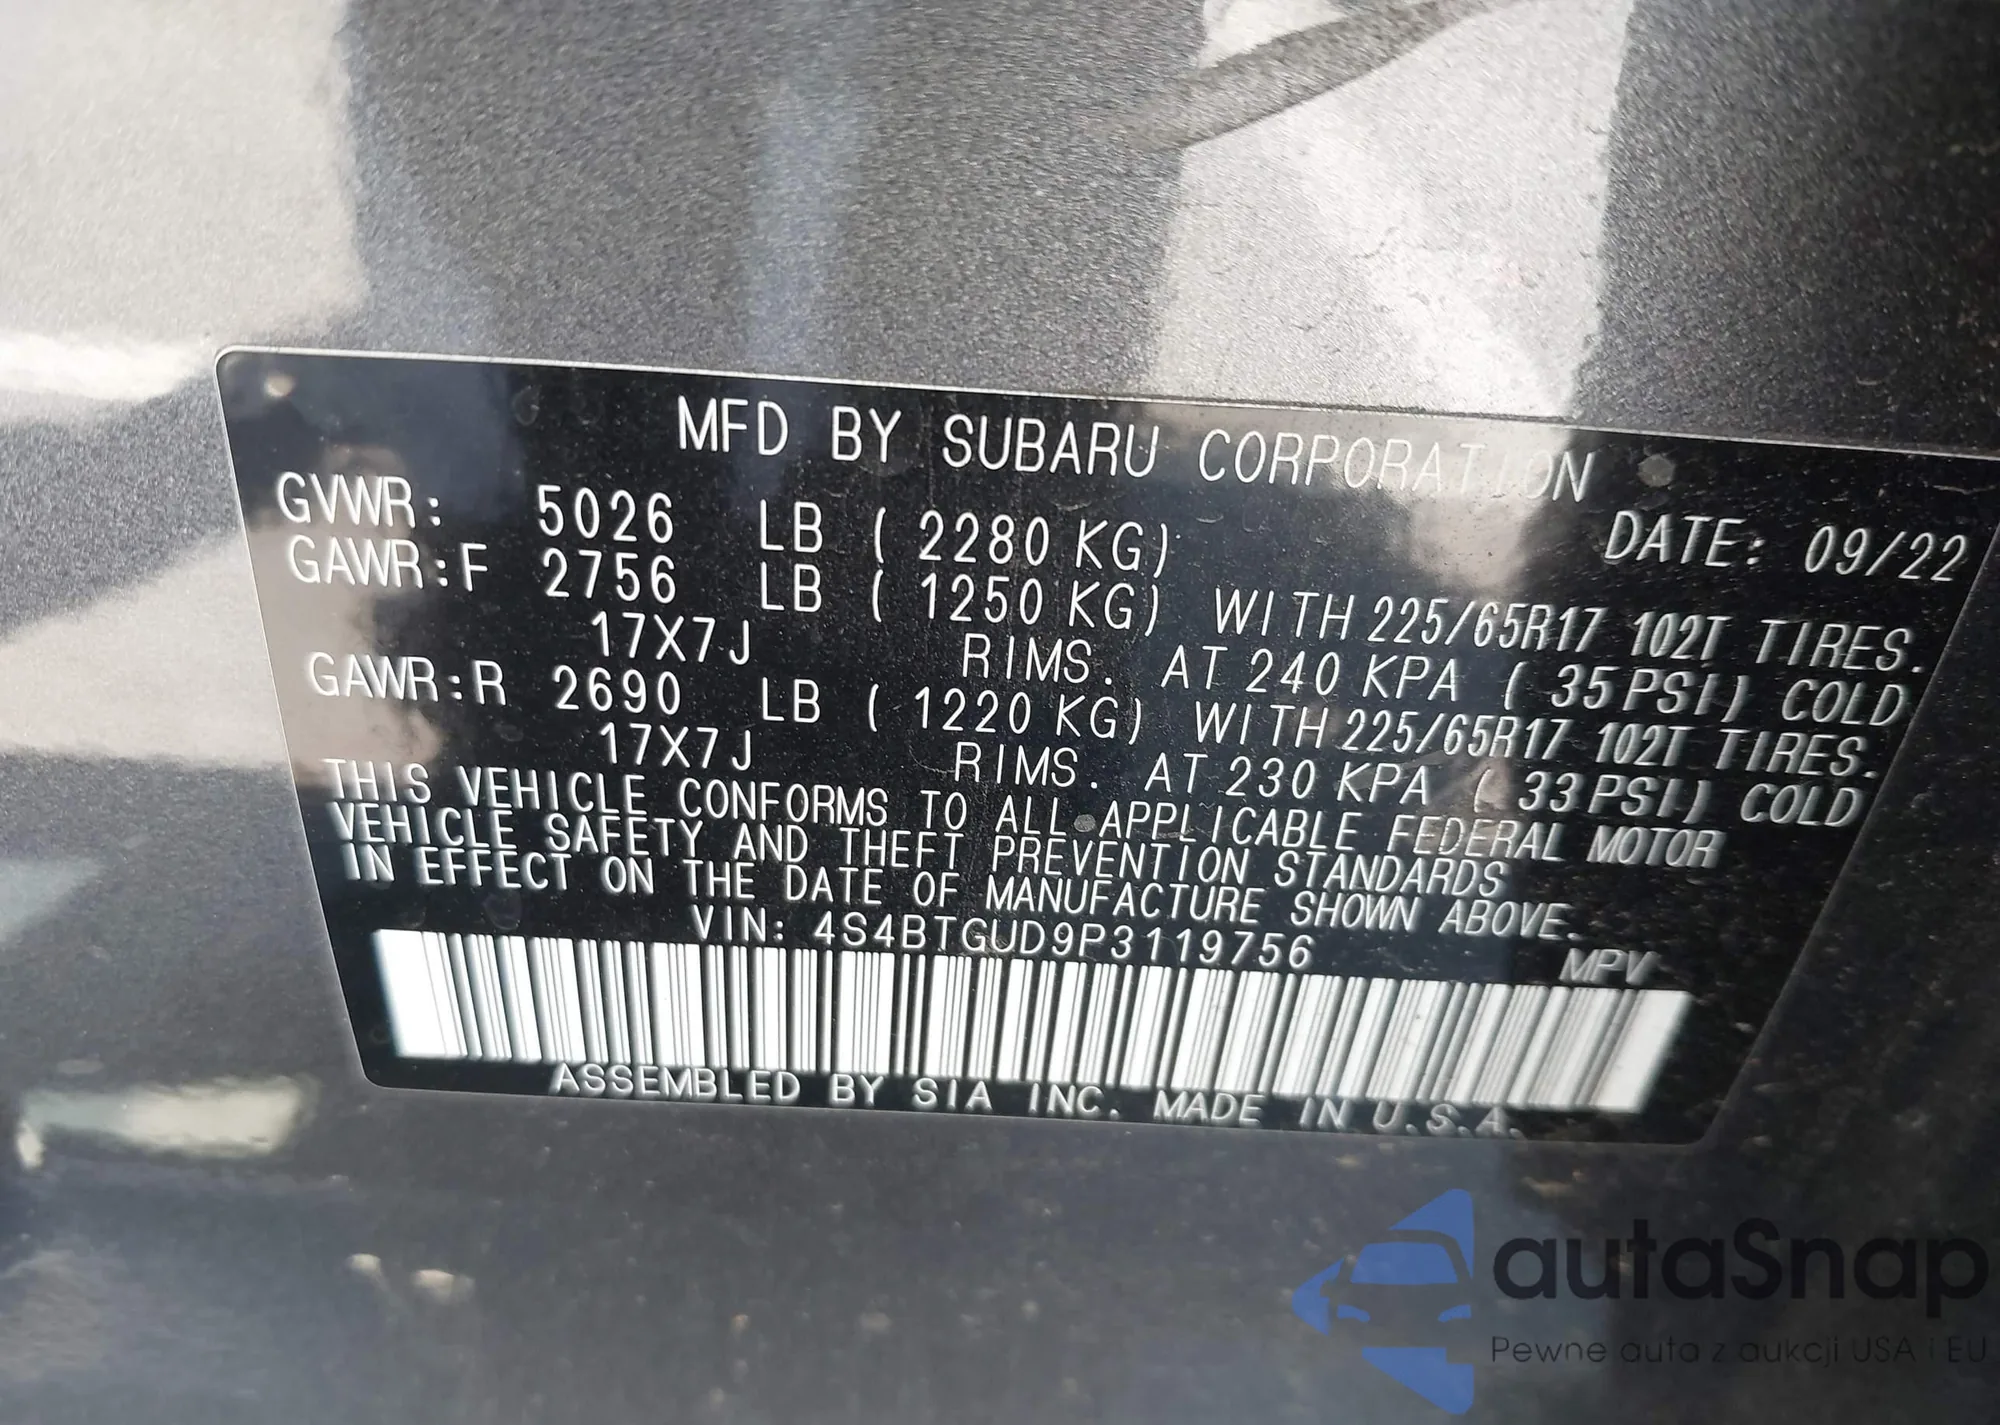 MFD BY SUBARU CORPORATION
GVWR: 5026 LB ( 2280 KG) DATE: 09/22
GAWR:F 2756 LB ( 1250 KG) WITH 225/65R17 102T TIRES.
17X7J RIMS. AT 240 KPA ( 35PSI) COLD
GAWR:R 2690 LB ( 1220 KG) WITH 225/65R17 102T TIRES.
17X7J RIMS. AT 230 KPA ( 33PSI) COLD
THIS VEHICLE CONFORMS TO ALL APPLICABLE FEDERAL MOTOR
VEHICLE SAFETY AND THEFT PREVENTION STANDARDS
IN EFFECT ON THE DATE OF MANUFACTURE SHOWN ABOVE.
VIN: 4S4BTGUD9P3119756 MPV
ASSEMBLED BY SIA INC. MADE IN U.S.A.
autaSnap
Pewne auta z aukcji USA i EU